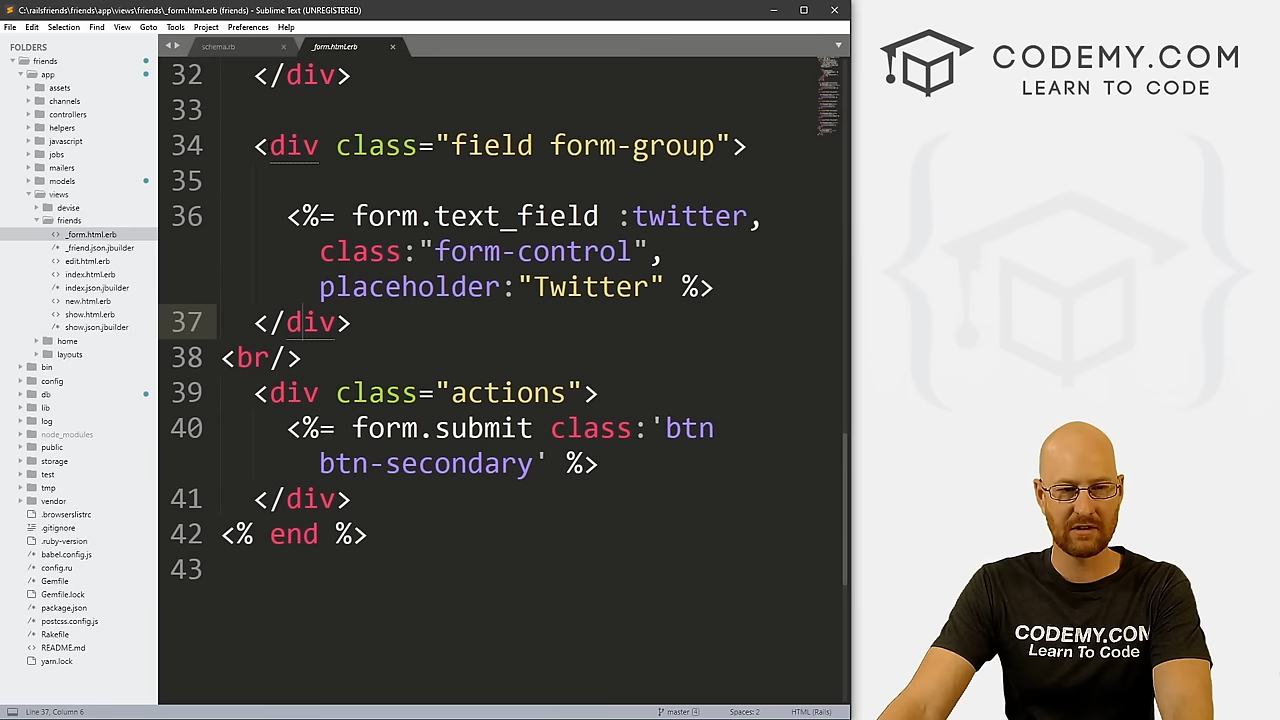 C:\railsfriends\friends\app\views\friends\_form.html.erb (friends) - Sublime Text (UNREGISTERED)
File Edit Selection Find View Goto Tools Project Preferences Help
FOLDERS
friends
app
assets
channels
controllers
helpers
javascript
jobs
mailers
models
views
devise
friends
_form.html.erb
_friend.json.jbuilder
edit.html.erb
index.html.erb
index.json.jbuilder
new.html.erb
show.html.erb
show.json.jbuilder
home
layouts
bin
config
db
lib
log
node_modules
public
storage
test
tmp
vendor
.browserslistrc
.gitignore
.ruby-version
babel.config.js
config.ru
Gemfile
Gemfile.lock
package.json
postcss.config.js
Rakefile
README.md
yarn.lock
schema.rb
_form.html.erb
32 </div>
33
34 <div class="field form-group">
35
36 <%= form.text_field :twitter,
class:"form-control",
placeholder:"Twitter" %>
37 </div>
38 <br/>
39 <div class="actions">
40 <%= form.submit class:'btn
btn-secondary' %>
41 </div>
42 <% end %>
43
Line 37, Column 6
master 4
Spaces: 2
HTML (Rails)
CODEMY.COM
LEARN TO CODE
CODEMY.COM
Learn To Code